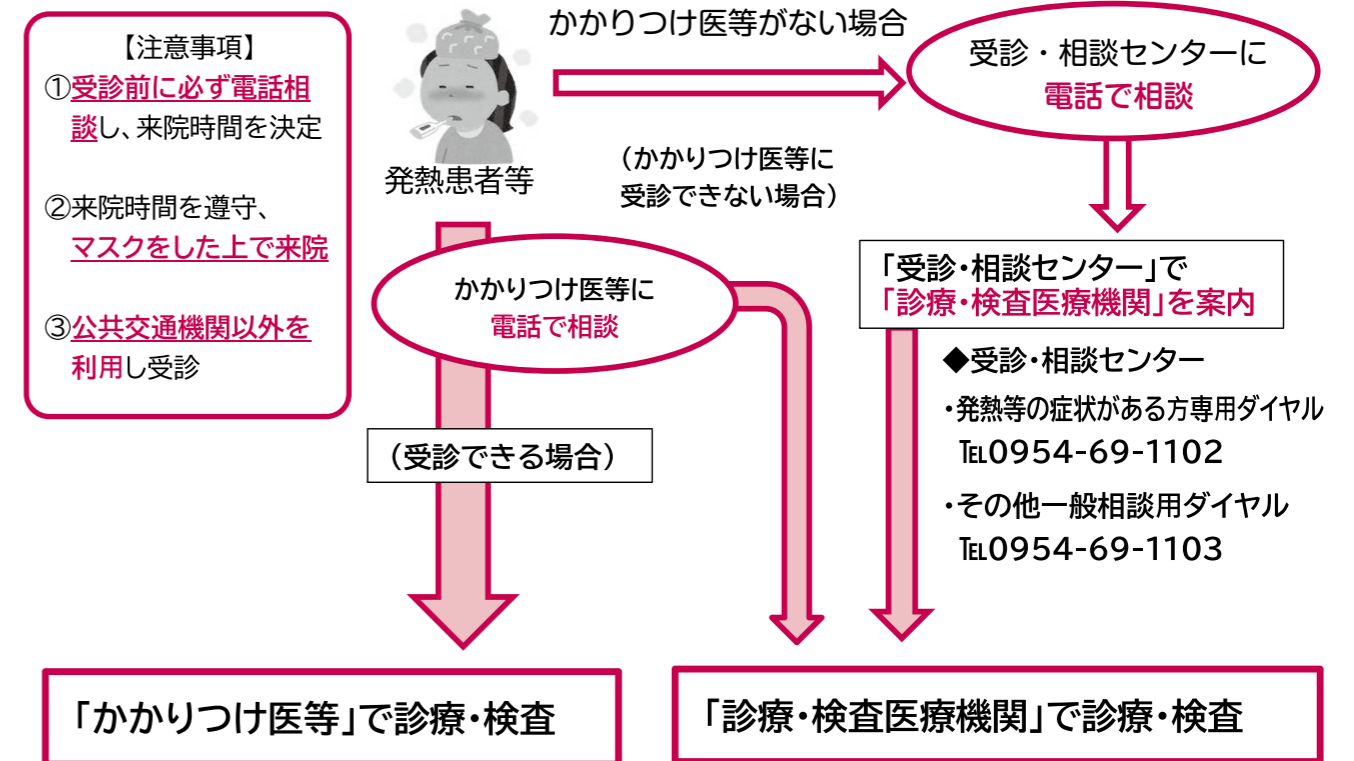 【注意事項】
①受診前に必ず電話相
談し、来院時間を決定
②来院時間を遵守、
マスクをした上で来院
③公共交通機関以外を
利用し受診
発熱患者等
かかりつけ医等がない場合
受診・相談センターに
電話で相談
(かかりつけ医等に
受診できない場合)
かかりつけ医等に
電話で相談
「受診・相談センター」で
「診療・検査医療機関」を案内
◆受診・相談センター
・発熱等の症状がある方専用ダイヤル
℡0954-69-1102
・その他一般相談用ダイヤル
℡0954-69-1103
(受診できる場合)
「かかりつけ医等」で診療・検査
「診療・検査医療機関」で診療・検査